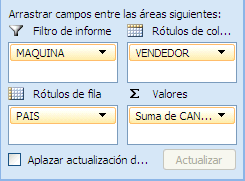 Arrastrar campos entre las áreas siguientes:
Filtro de informe
Rótulos de col...
MAQUINA
VENDEDOR
Rótulos de fila
Σ Valores
PAIS
Suma de CAN...
Aplazar actualización d...
Actualizar